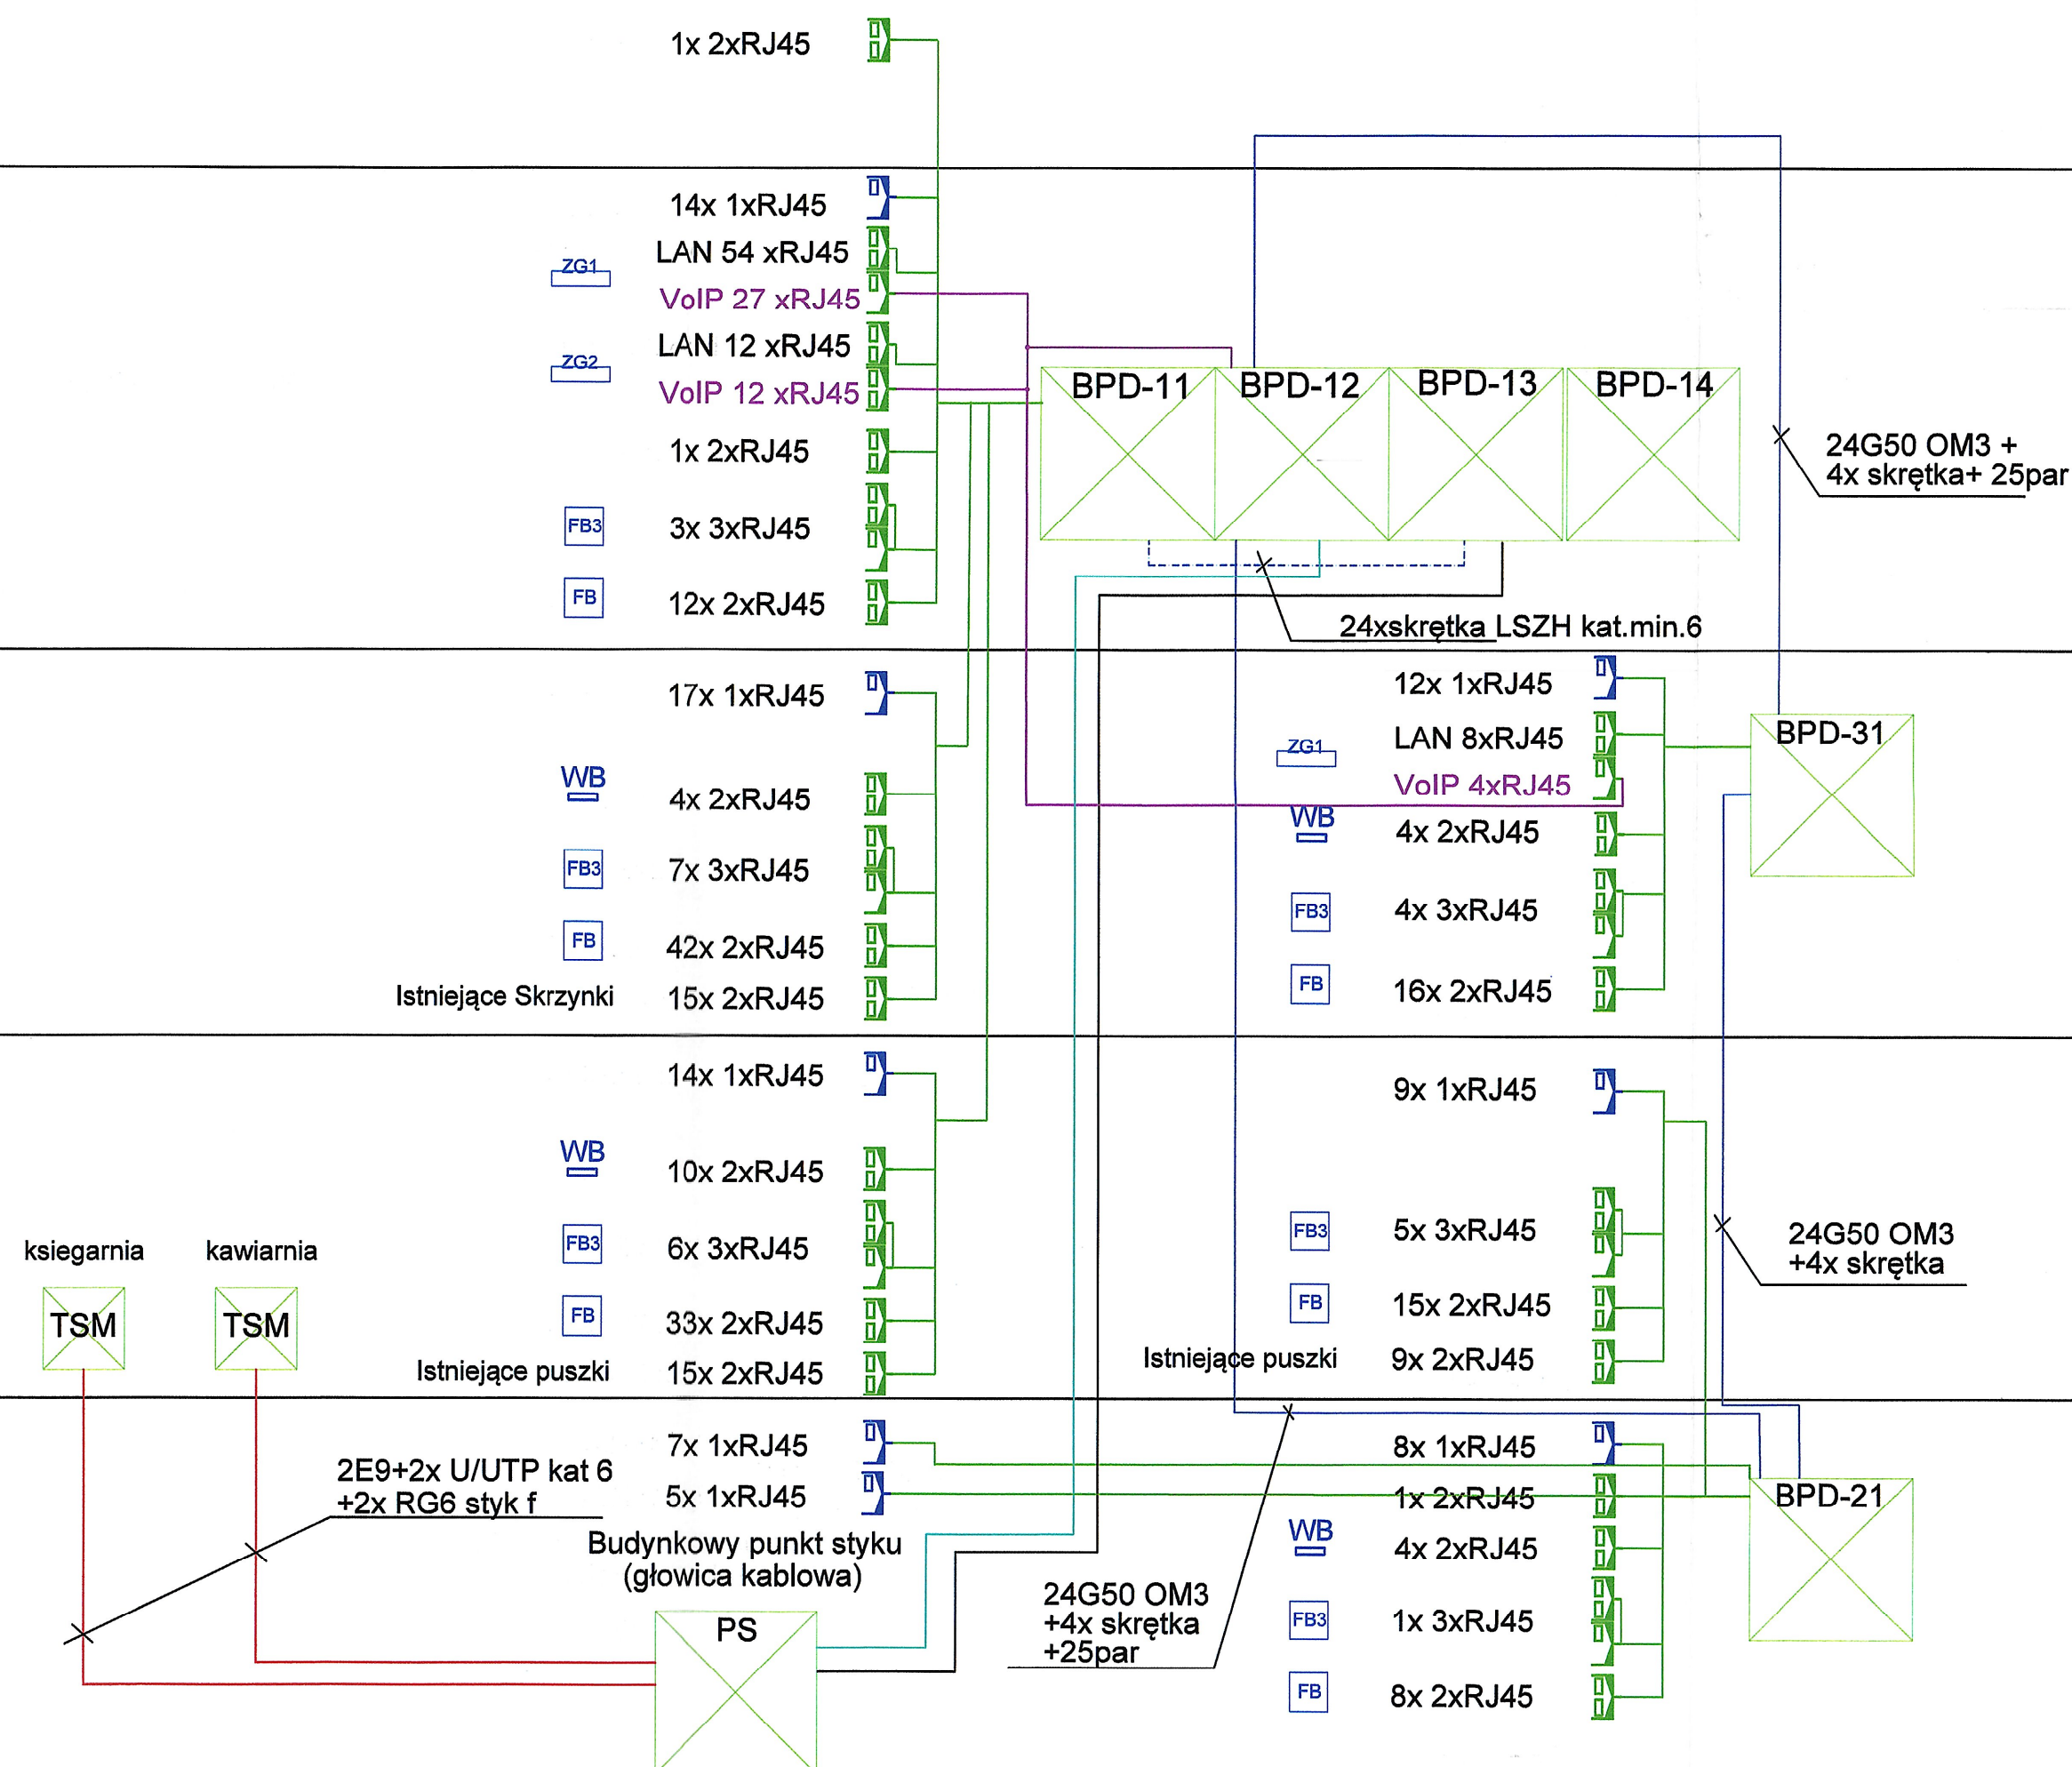 1x 2xRJ45
14x 1xRJ45
LAN 54 xRJ45
ZG1
VoIP 27 xRJ45
LAN 12 xRJ45
ZG2
VoIP 12 xRJ45
1x 2xRJ45
FB3 3x 3xRJ45
FB 12x 2xRJ45
BPD-11 BPD-12 BPD-13 BPD-14
24G50 OM3 +
4x skrętka+ 25par
24xskrętka LSZH kat.min.6
17x 1xRJ45
WB
4x 2xRJ45
FB3 7x 3xRJ45
FB 42x 2xRJ45
Istniejące Skrzynki 15x 2xRJ45
12x 1xRJ45
LAN 8xRJ45
ZG1
VoIP 4xRJ45
WB
4x 2xRJ45
FB3 4x 3xRJ45
FB 16x 2xRJ45
BPD-31
14x 1xRJ45
WB
10x 2xRJ45
FB3 6x 3xRJ45
FB 33x 2xRJ45
Istniejące puszki 15x 2xRJ45
ksiegarnia kawiarnia
TSM TSM
9x 1xRJ45
FB3 5x 3xRJ45
FB 15x 2xRJ45
Istniejące puszki 9x 2xRJ45
24G50 OM3
+4x skrętka
7x 1xRJ45
5x 1xRJ45
2E9+2x U/UTP kat 6
+2x RG6 styk f
Budynkowy punkt styku
(głowica kablowa)
PS
24G50 OM3
+4x skrętka
+25par
8x 1xRJ45
1x 2xRJ45
WB
4x 2xRJ45
FB3 1x 3xRJ45
FB 8x 2xRJ45
BPD-21